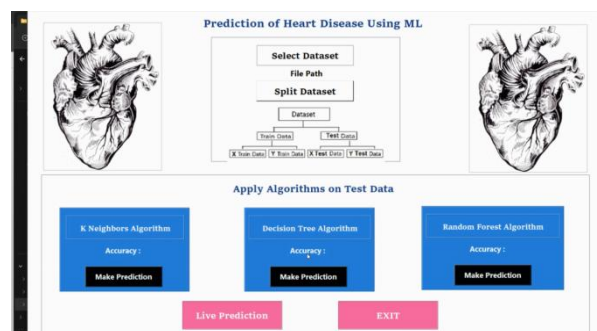 Prediction of Heart Disease Using ML
Select Dataset
File Path
Split Dataset
Dataset
Train Data Test Data
X Train Data Y Train Data X Test Data Y Test Data
Apply Algorithms on Test Data
K Neighbors Algorithm Decision Tree Algorithm Random Forest Algorithm
Accuracy : Accuracy : Accuracy :
Make Prediction Make Prediction Make Prediction
Live Prediction EXIT